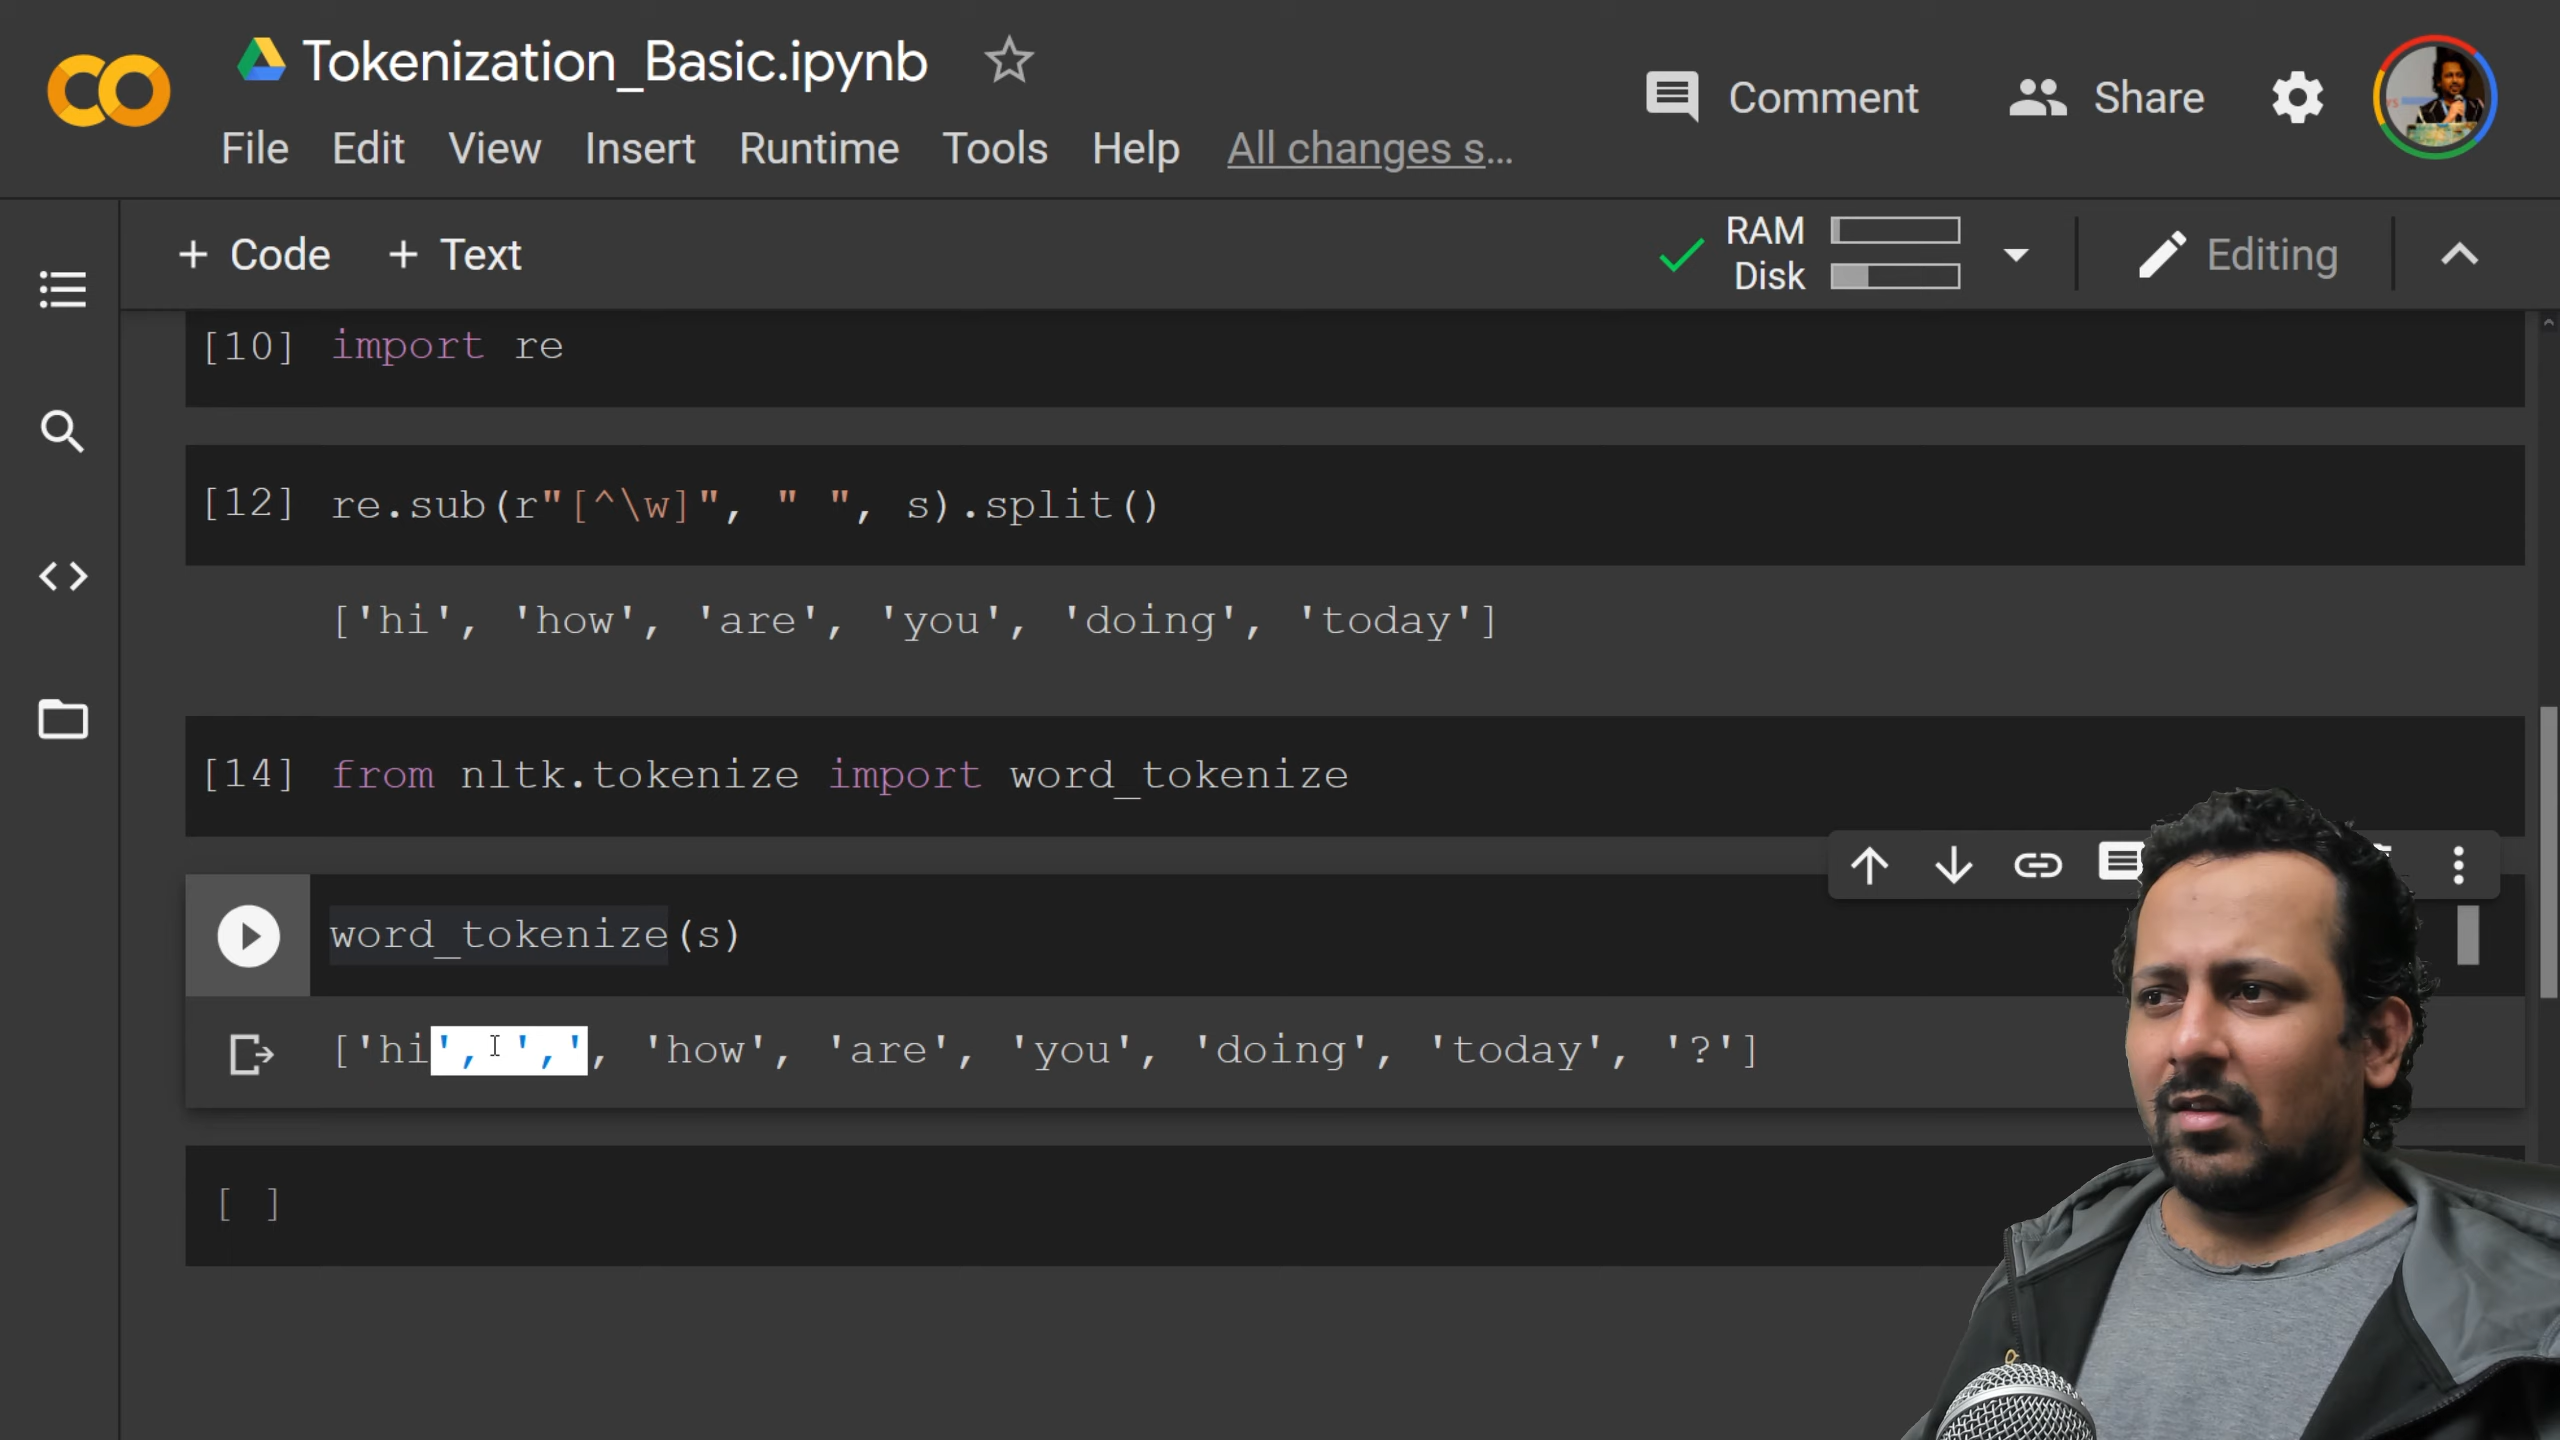 Tokenization_Basic.ipynb
Comment
Share
File Edit View Insert Runtime Tools Help All changes s...
+ Code + Text
RAM
Disk
Editing
[10] import re
[12] re.sub(r"[^\w]", " ", s).split()
['hi', 'how', 'are', 'you', 'doing', 'today']
[14] from nltk.tokenize import word_tokenize
word_tokenize(s)
['hi', ',', 'how', 'are', 'you', 'doing', 'today', '?']
[ ]